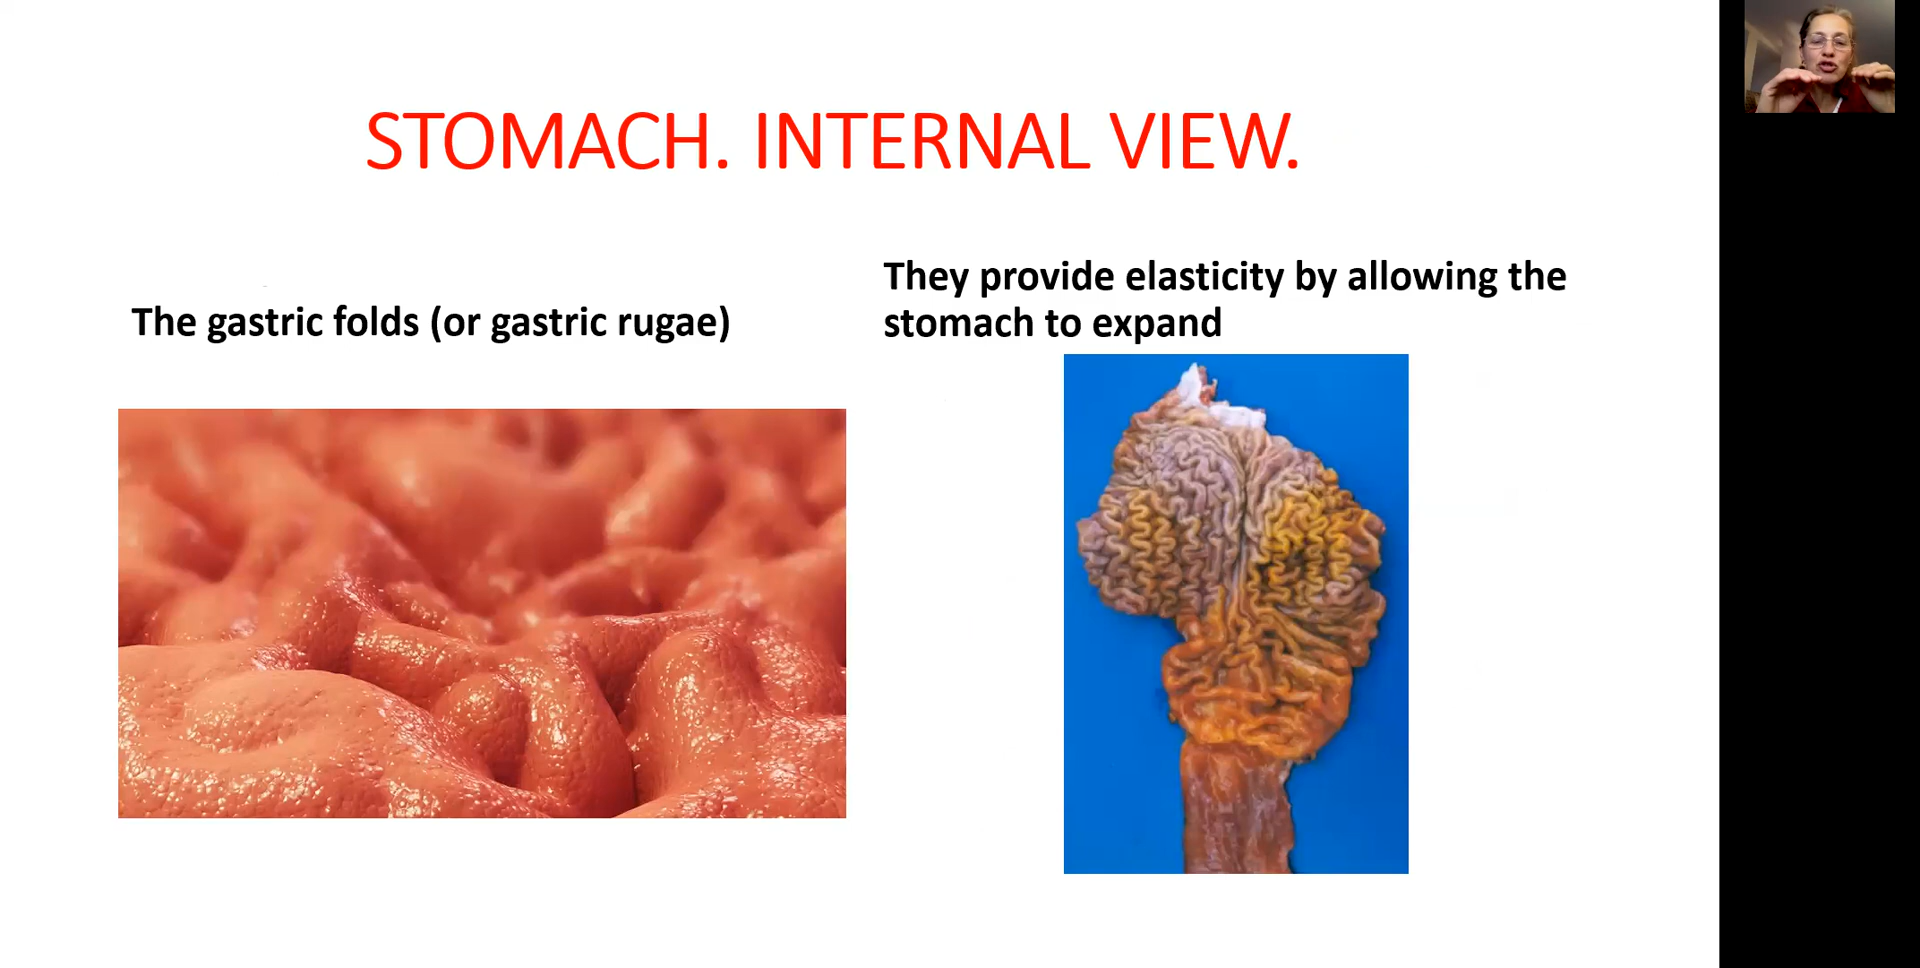 STOMACH. INTERNAL VIEW.
The gastric folds (or gastric rugae)
They provide elasticity by allowing the
stomach to expand